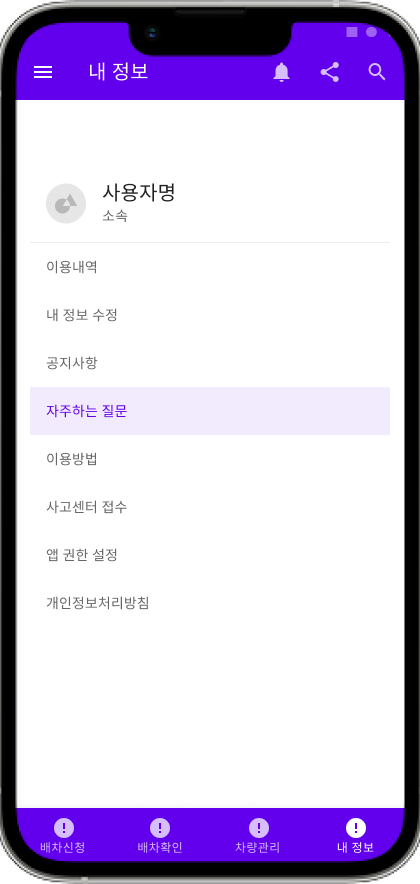 내 정보
사용자명
소속
이용내역
내 정보 수정
공지사항
자주하는 질문
이용방법
사고센터 접수
앱 권한 설정
개인정보처리방침
배차신청 배차확인 차량관리 내 정보